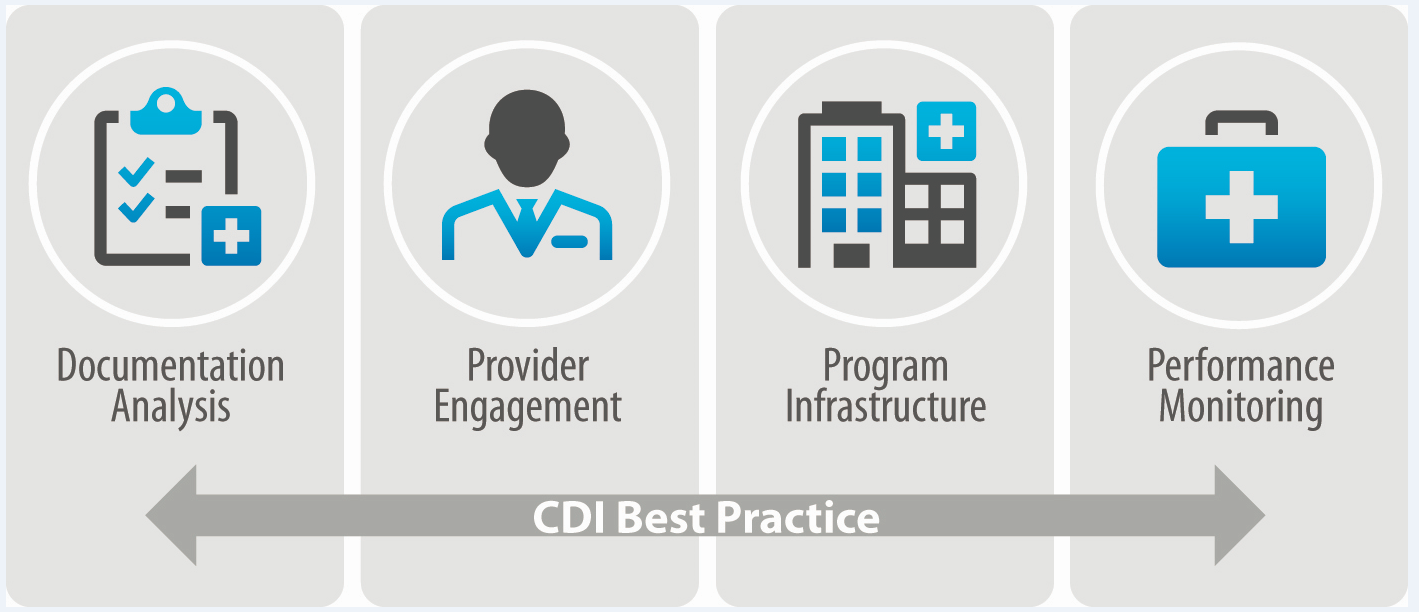 Documentation
Analysis
Provider
Engagement
Program
Infrastructure
Performance
Monitoring
CDI Best Practice